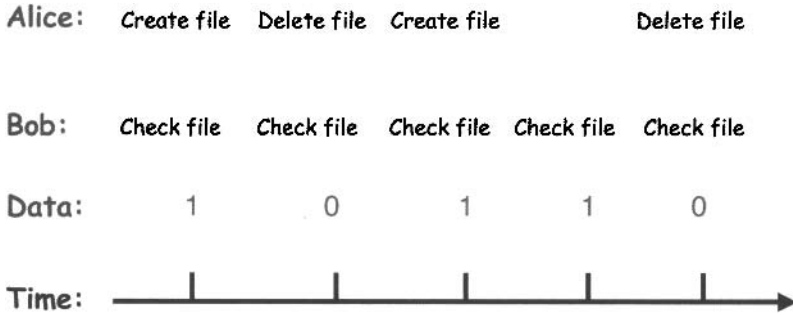 Alice: Create file Delete file Create file Delete file
Bob: Check file Check file Check file Check file Check file
Data: 1 0 1 1 0
Time: